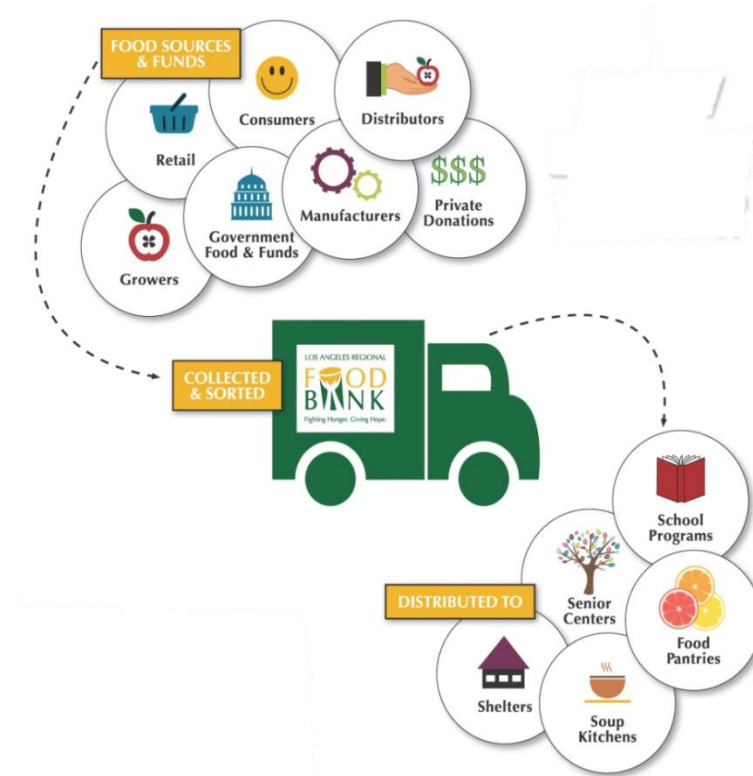 FOOD SOURCES
& FUNDS
Consumers
Distributors
Retail
Growers
Government
Food & Funds
Manufacturers
$$$
Private
Donations
COLLECTED
& SORTED
LOS ANGELES REGIONAL
FOOD
BANK
Fighting Hunger. Giving Hope.
School
Programs
DISTRIBUTED TO
Senior
Centers
Food
Pantries
Shelters
Soup
Kitchens